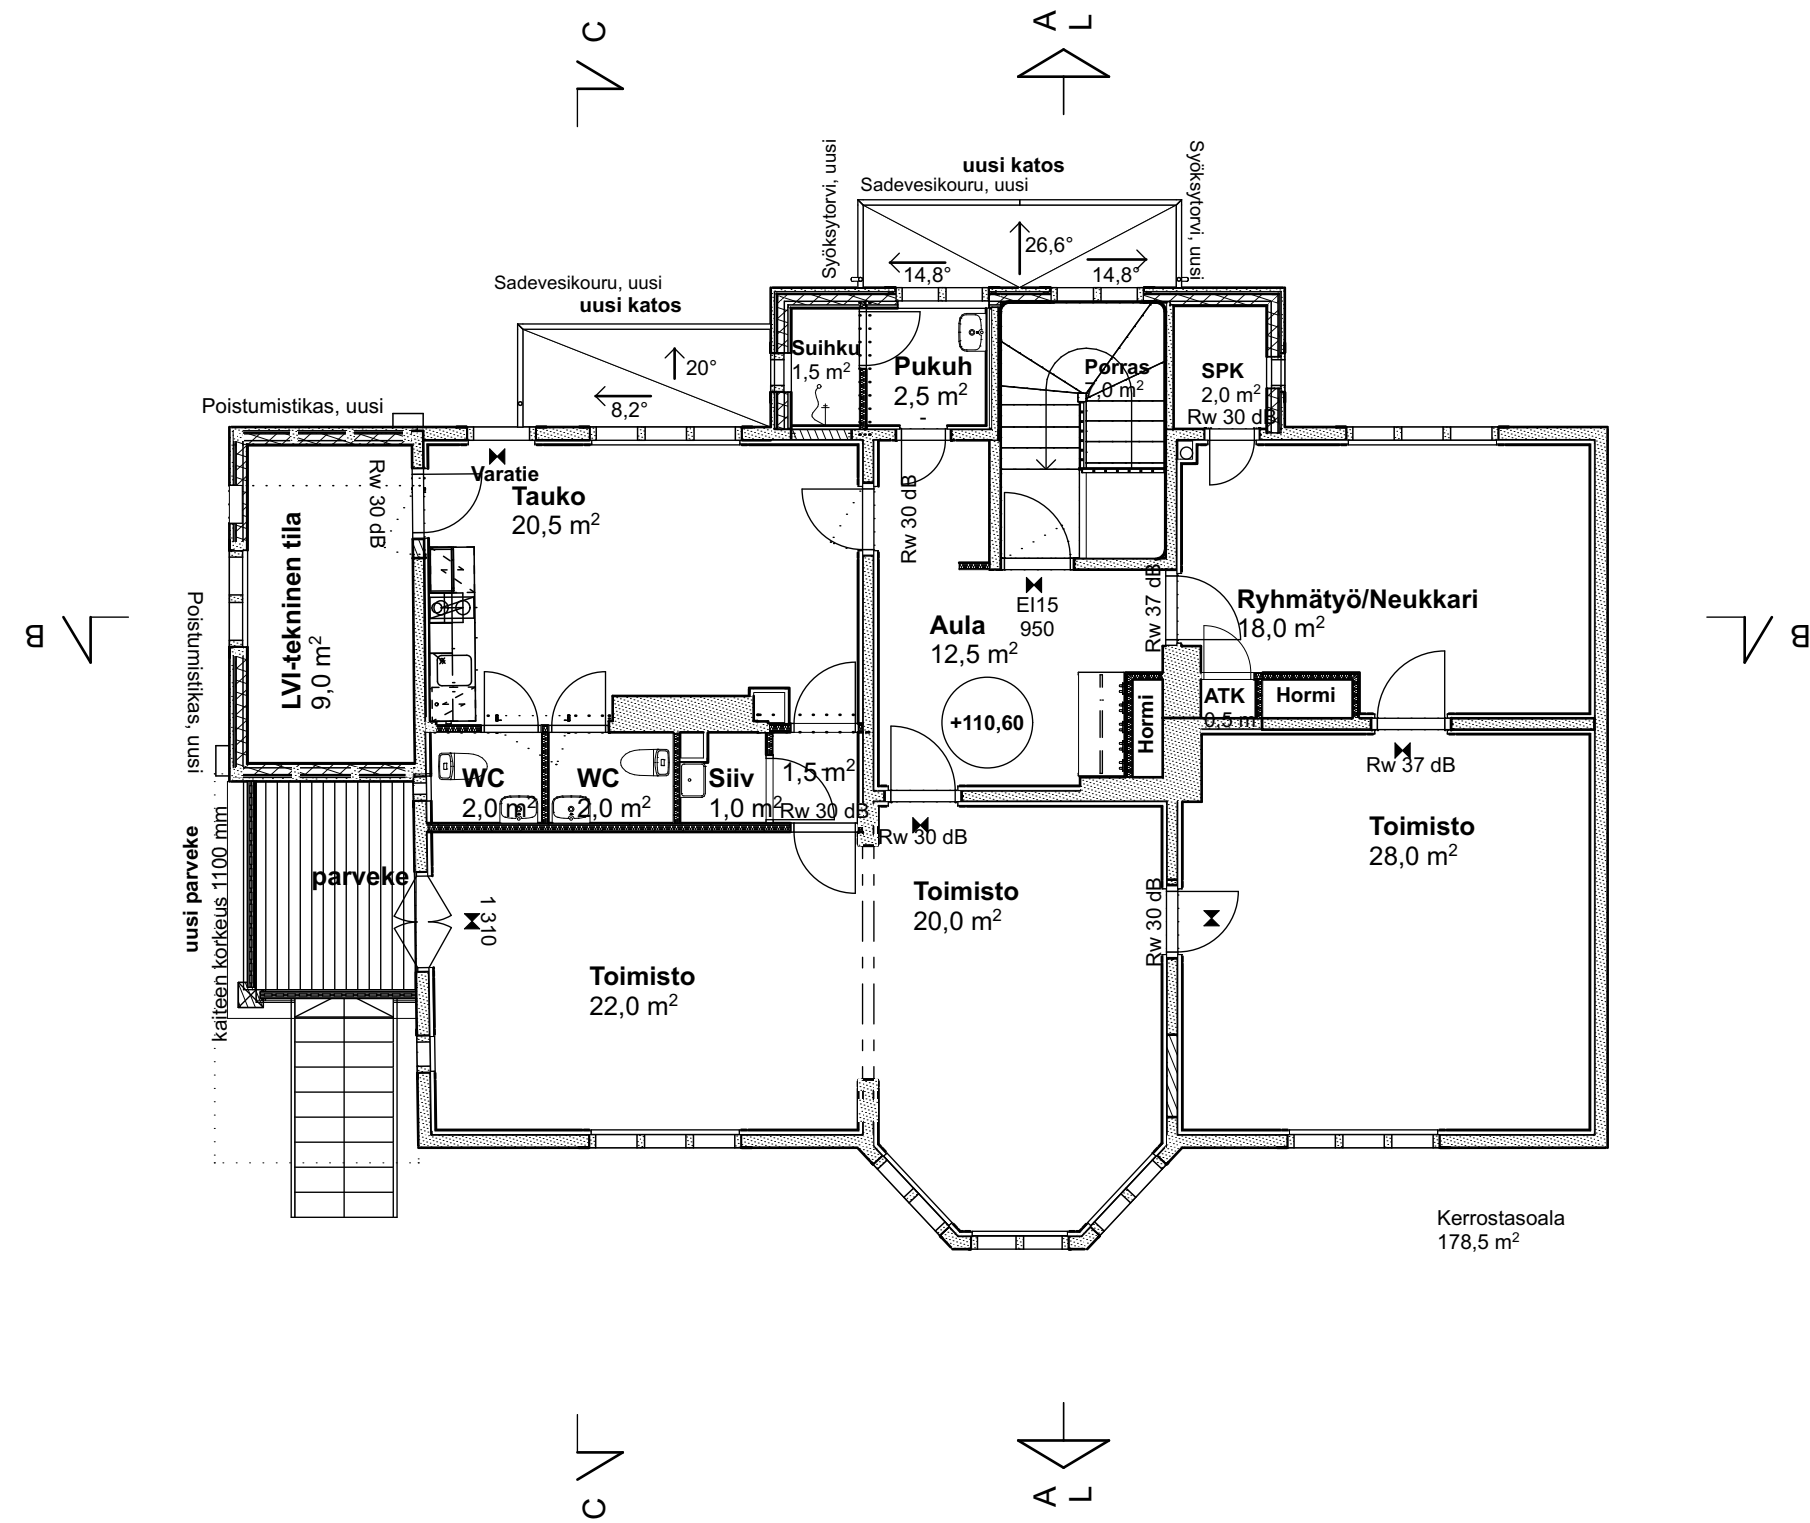 C
A
L
uusi katos
Sadevesikouru, uusi
Syöksytorvi, uusi
Syöksytorvi, uusi
26,6°
14,8°
14,8°
Sadevesikouru, uusi
uusi katos
20°
8,2°
Suihku
1,5 m²
Pukuh
2,5 m²
Porras
7,0 m²
SPK
2,0 m²
Rw 30 dB
Poistumistikas, uusi
Rw 30 dB
Varatie
Tauko
20,5 m²
Rw 30 dB
LVI-tekninen tila
9,0 m²
Poistumistikas, uusi
B
B
EI15
950
Rw 37 dB
Aula
12,5 m²
+110,60
Ryhmätyö/Neukkari
18,0 m²
Hormi
ATK
0,5 m
Hormi
WC
2,0 m²
WC
2,0 m²
Siiv
1,0 m²
1,5 m²
Rw 30 dB
Rw 30 dB
Rw 37 dB
Toimisto
28,0 m²
uusi parveke
kaiteen korkeus 1100 mm
parveke
1 310
Toimisto
20,0 m²
Rw 30 dB
Toimisto
22,0 m²
Kerrostasoala
178,5 m²
C
A
L